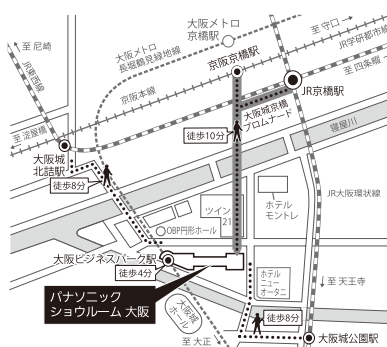 大阪メトロ
京橋駅
至 守口
至 尼崎
大阪メトロ
長堀鶴見緑地線
JR学研都市線
京阪京橋駅
JR東西線
至 四条畷
京阪本線
JR京橋駅
至 淀屋橋
大阪城京橋
プロムナード
徒歩10分
寝屋川
大阪城
北詰駅
徒歩8分
JR大阪環状線
ホテル
モントレ
ツイン
21
OBP円形ホール
大阪ビジネスパーク駅
徒歩4分
ホテル
ニュー
オータニ
至 天王寺
パナソニック
ショウルーム 大阪
大阪城
ホール
徒歩8分
至 大正
大阪城公園駅